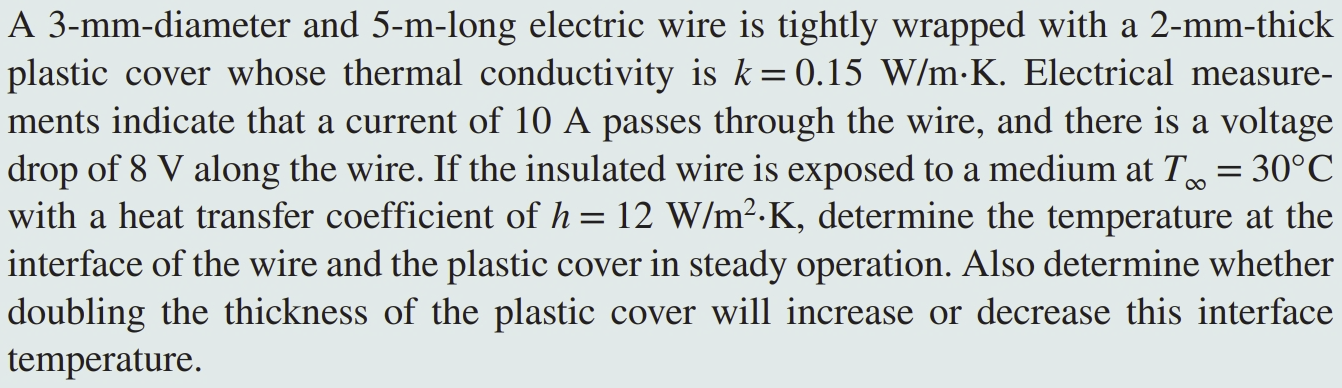 A 3-mm-diameter and 5-m-long electric wire is tightly wrapped with a 2-mm-thick
plastic cover whose thermal conductivity is k = 0.15 W/m·K. Electrical measure-
ments indicate that a current of 10 A passes through the wire, and there is a voltage
drop of 8 V along the wire. If the insulated wire is exposed to a medium at T∞ = 30°C
with a heat transfer coefficient of h = 12 W/m²·K, determine the temperature at the
interface of the wire and the plastic cover in steady operation. Also determine whether
doubling the thickness of the plastic cover will increase or decrease this interface
temperature.